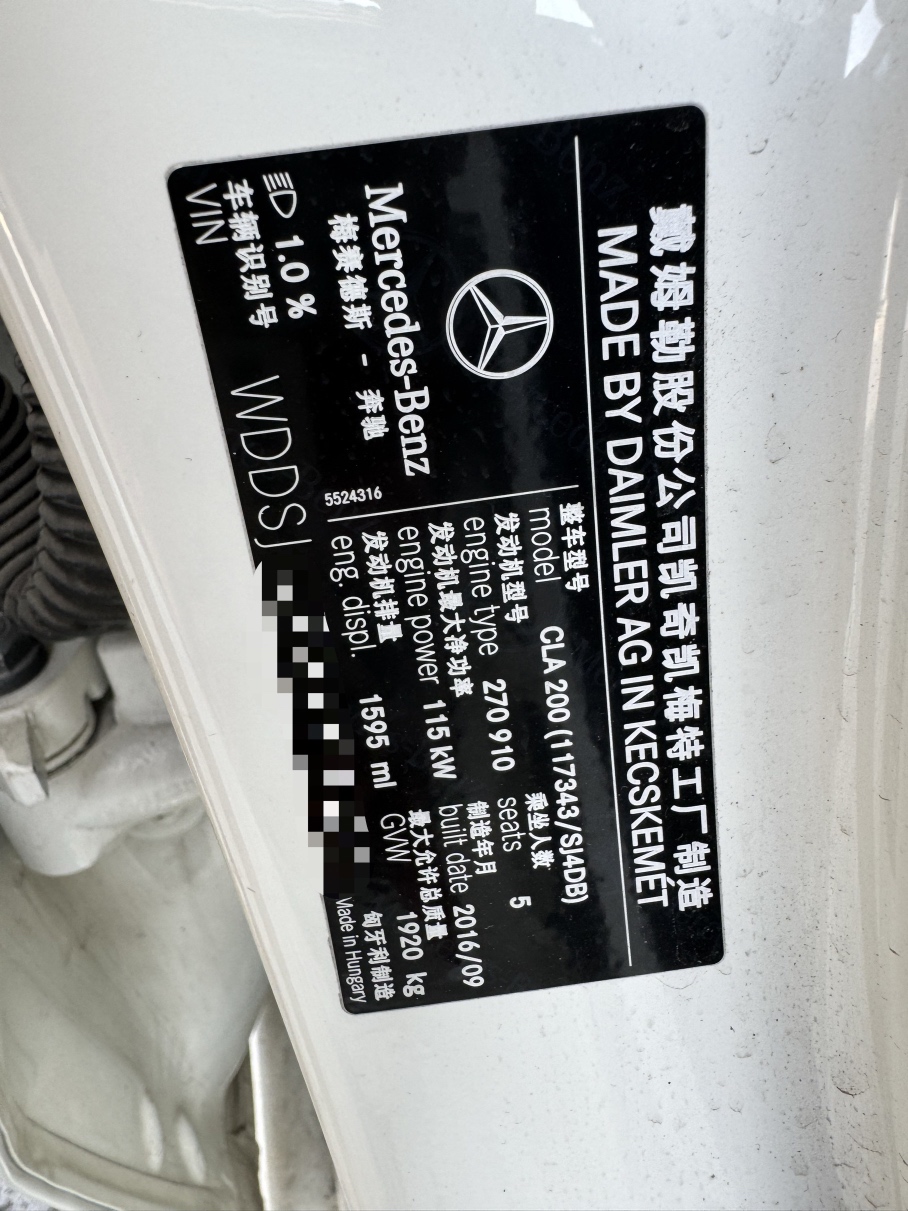 戴姆勒股份公司凯奇凯梅特工厂制造
MADE BY DAIMLER AG IN KECSKEMÉT
Mercedes-Benz
梅赛德斯 - 奔驰
1.0 %
5524316
整车型号
model CLA 200 (117343/SJ4DB)
发动机型号 乘坐人数
engine type 270 910 seats 5
发动机最大净功率 制造年月
engine power 115 kW built date 2016/09
发动机排量 最大允许总质量
eng. displ. 1595 ml GVW 1920 kg
车辆识别号
VIN WDDSJ
匈牙利制造
Made in Hungary